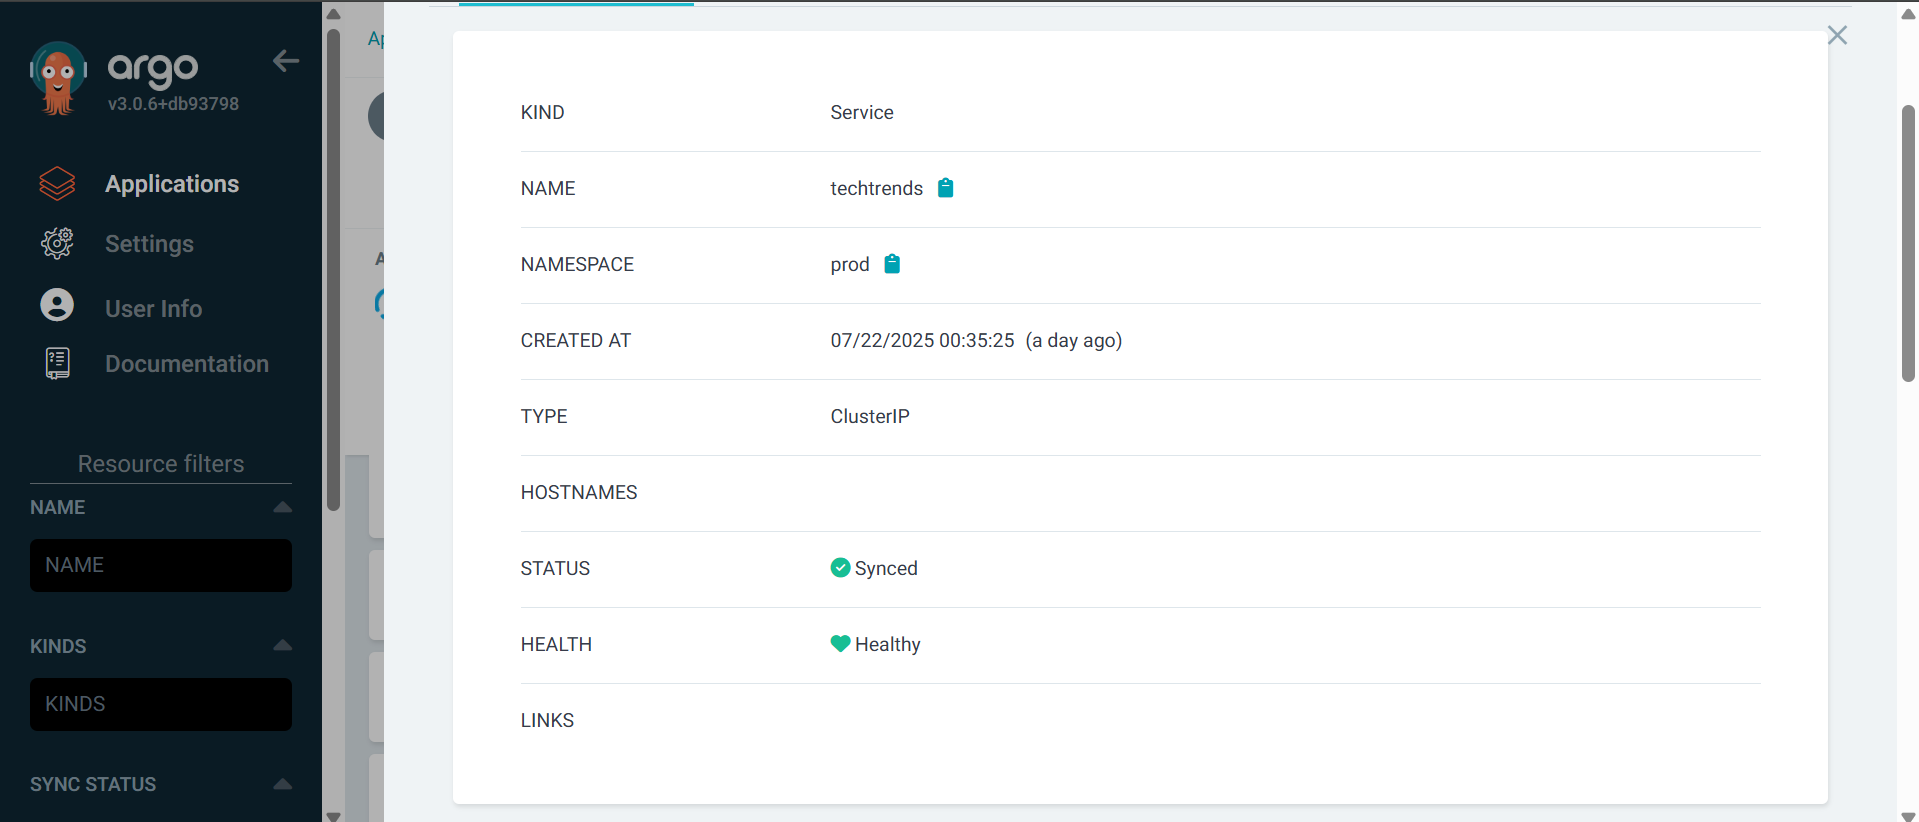 argo
v3.0.6+db93798
Applications
Settings
User Info
Documentation
Resource filters
NAME
NAME
KINDS
KINDS
SYNC STATUS
KIND Service
NAME techtrends
NAMESPACE prod
CREATED AT 07/22/2025 00:35:25 (a day ago)
TYPE ClusterIP
HOSTNAMES
STATUS Synced
HEALTH Healthy
LINKS